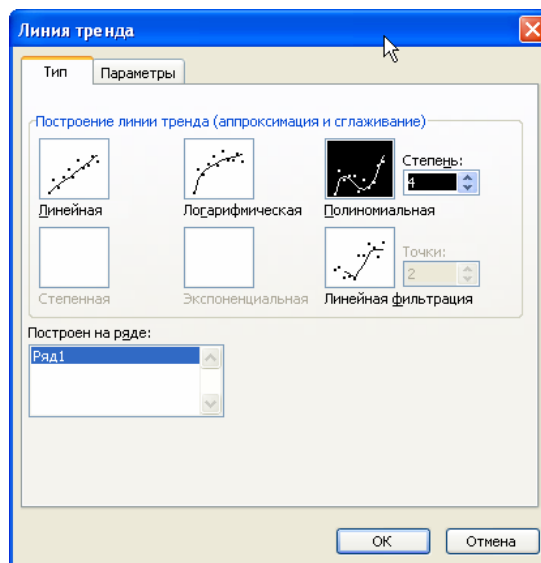 Линия тренда
Тип Параметры
Построение линии тренда (аппроксимация и сглаживание)
Степень:
4
Линейная Логарифмическая Полиномиальная
Точки:
2
Степенная Экспоненциальная Линейная фильтрация
Построен на ряде:
Ряд1
ОК Отмена